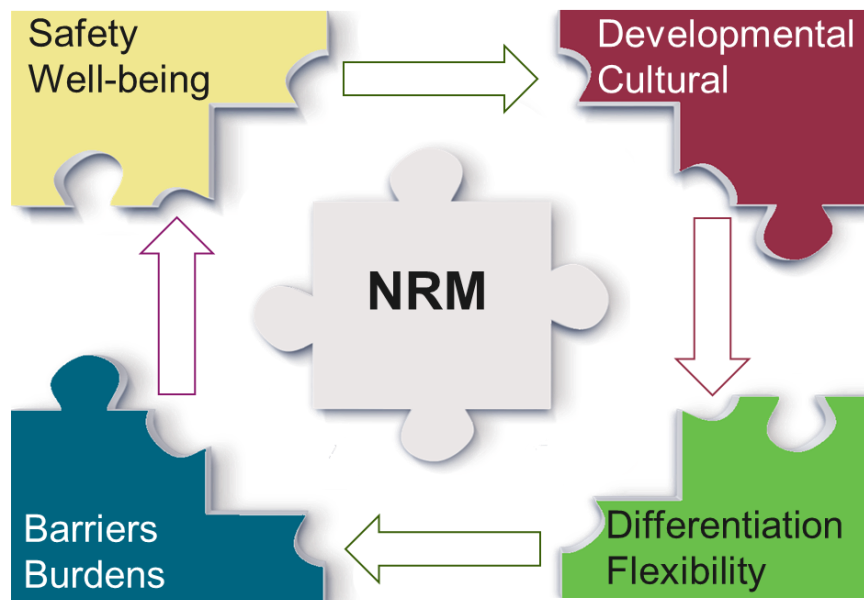 Safety
Well-being
Developmental
Cultural
NRM
Barriers
Burdens
Differentiation
Flexibility